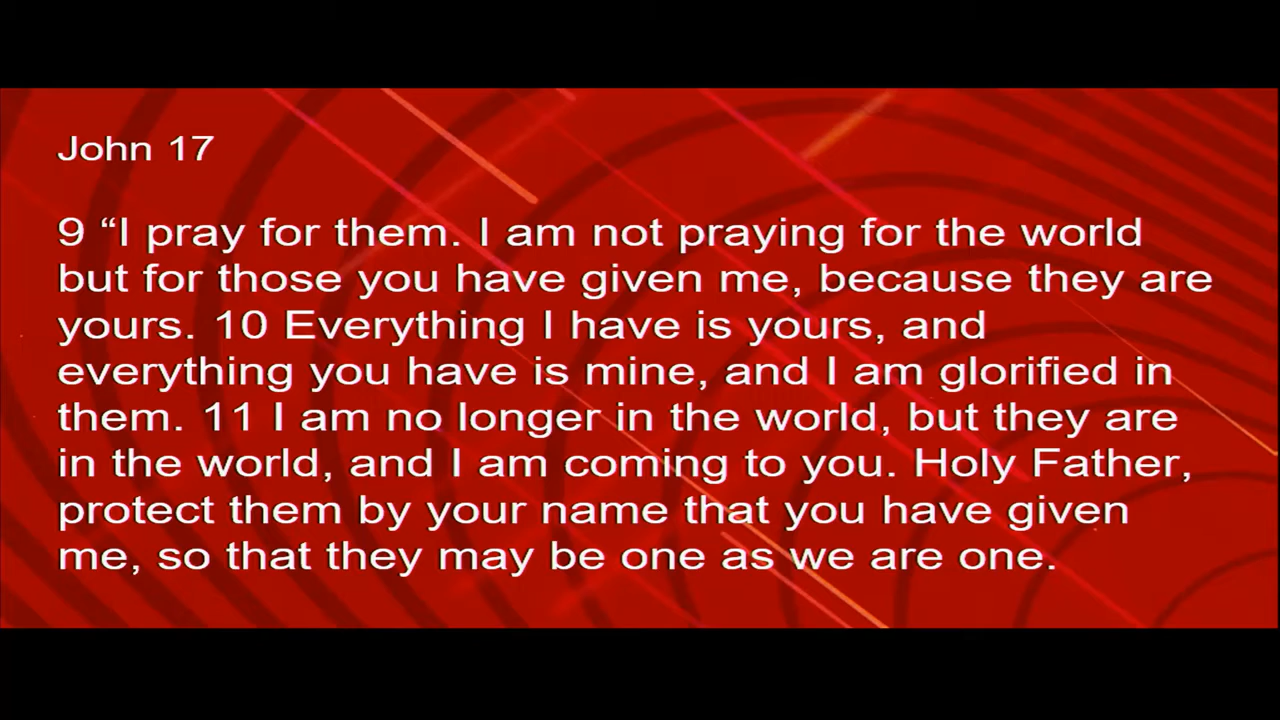 John 17
9 “I pray for them. I am not praying for the world
but for those you have given me, because they are
yours. 10 Everything I have is yours, and
everything you have is mine, and I am glorified in
them. 11 I am no longer in the world, but they are
in the world, and I am coming to you. Holy Father,
protect them by your name that you have given
me, so that they may be one as we are one.